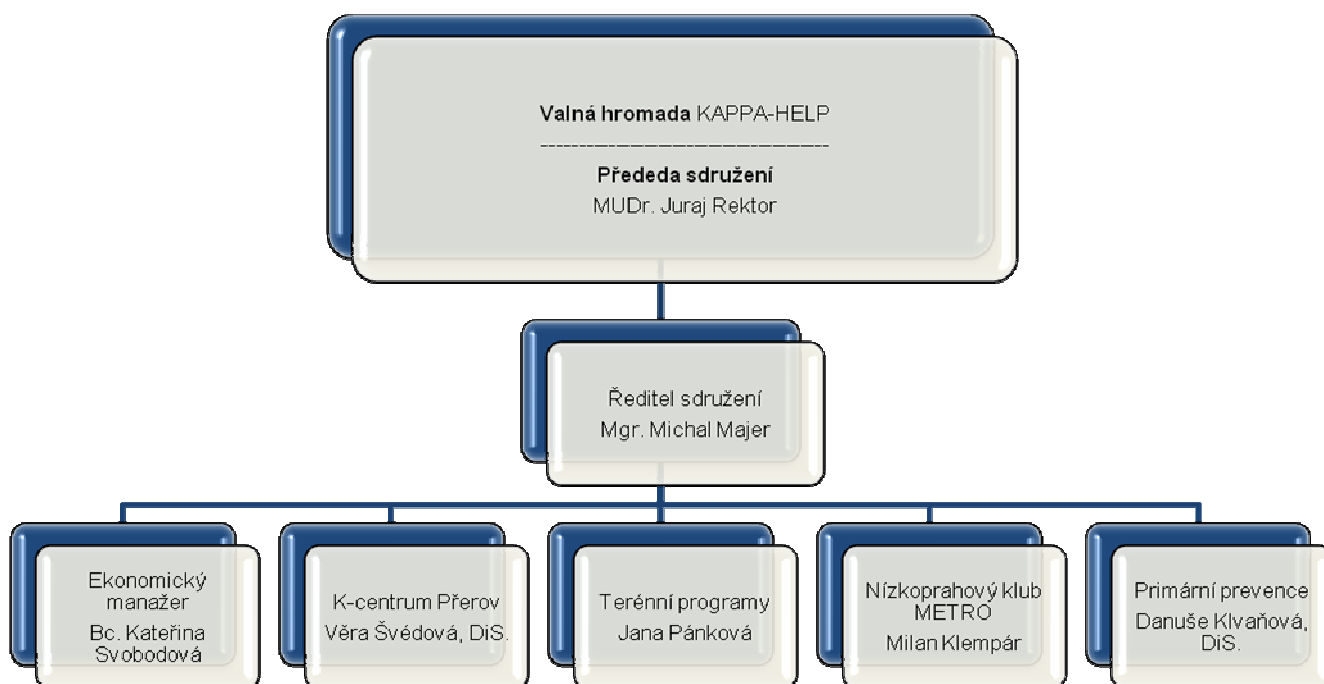 Valná hromada KAPPA-HELP
----------------------------------------
Přededa sdružení
MUDr. Juraj Rektor
Ředitel sdružení
Mgr. Michal Majer
Ekonomický
manažer
Bc. Kateřina
Svobodová
K-centrum Přerov
Věra Švédová, DiS.
Terénní programy
Jana Pánková
Nízkoprahový klub
METRO
Milan Klempár
Primární prevence
Danuše Klvaňová,
DiS.